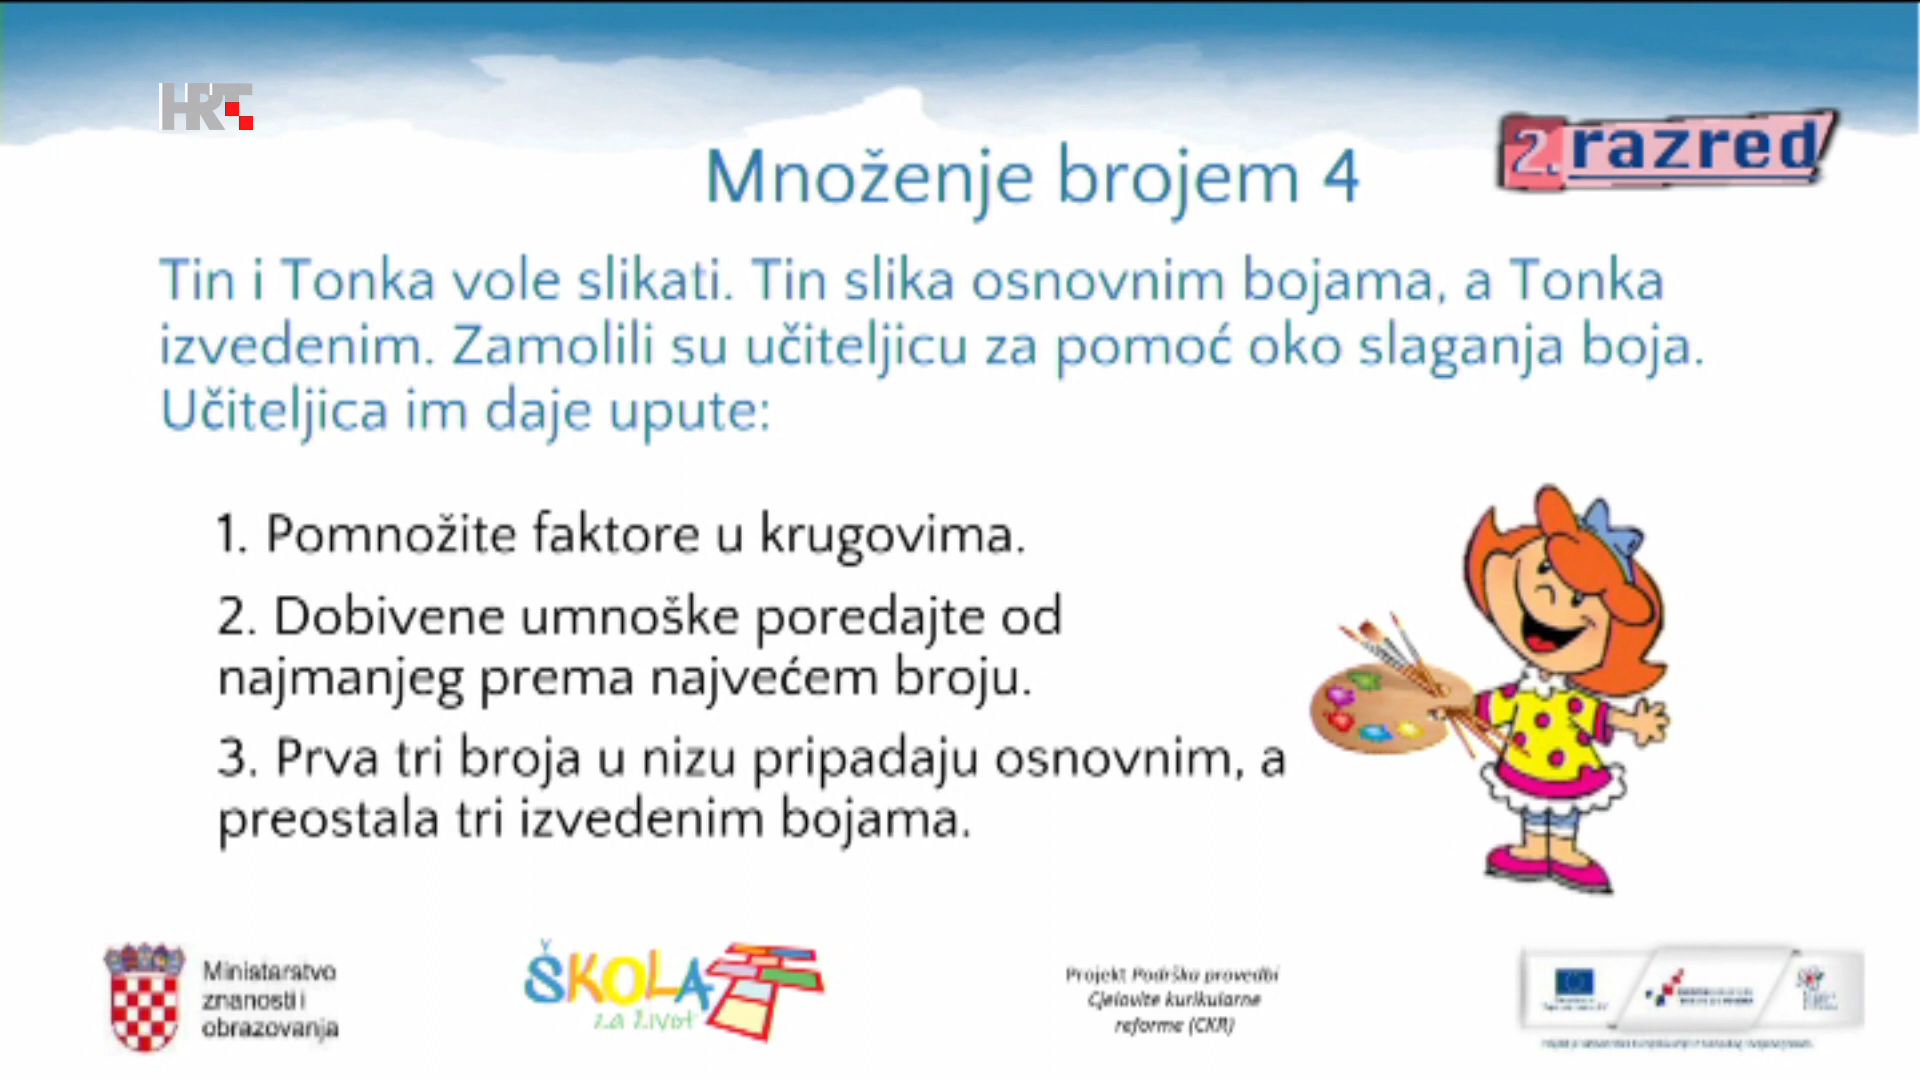 HRT
2. razred
Množenje brojem 4
Tin i Tonka vole slikati. Tin slika osnovnim bojama, a Tonka
izvedenim. Zamolili su učiteljicu za pomoć oko slaganja boja.
Učiteljica im daje upute:
1. Pomnožite faktore u krugovima.
2. Dobivene umnoške poredajte od
najmanjeg prema najvećem broju.
3. Prva tri broja u nizu pripadaju osnovnim, a
preostala tri izvedenim bojama.
Ministarstvo
znanosti i
obrazovanja
ŠKOLA
za život
Projekt Podrška provedbi
Cjelovite kurikularne
reforme (CKR)